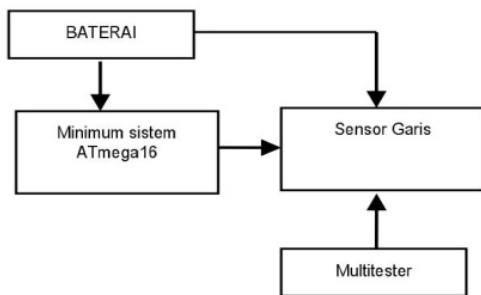 BATERAI
Minimum sistem
ATmega16
Sensor Garis
Multitester